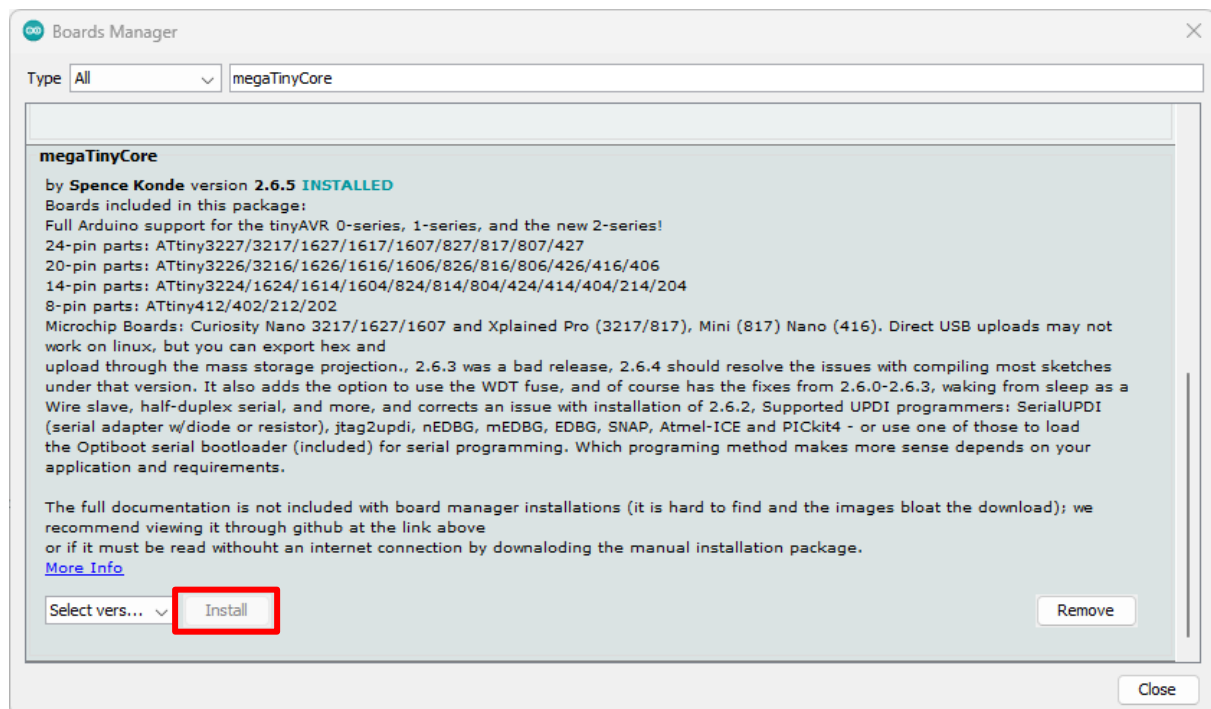 Boards Manager
Type All megaTinyCore
megaTinyCore
by Spence Konde version 2.6.5 INSTALLED
Boards included in this package:
Full Arduino support for the tinyAVR 0-series, 1-series, and the new 2-series!
24-pin parts: ATtiny3227/3217/1627/1617/1607/827/817/807/427
20-pin parts: ATtiny3226/3216/1626/1616/1606/826/816/806/426/416/406
14-pin parts: ATtiny3224/1624/1614/1604/824/814/804/424/414/404/214/204
8-pin parts: ATtiny412/402/212/202
Microchip Boards: Curiosity Nano 3217/1627/1607 and Xplained Pro (3217/817), Mini (817) Nano (416). Direct USB uploads may not
work on linux, but you can export hex and
upload through the mass storage projection., 2.6.3 was a bad release, 2.6.4 should resolve the issues with compiling most sketches
under that version. It also adds the option to use the WDT fuse, and of course has the fixes from 2.6.0-2.6.3, waking from sleep as a
Wire slave, half-duplex serial, and more, and corrects an issue with installation of 2.6.2, Supported UPDI programmers: SerialUPDI
(serial adapter w/diode or resistor), jtag2updi, nEDBG, mEDBG, EDBG, SNAP, Atmel-ICE and PICkit4 - or use one of those to load
the Optiboot serial bootloader (included) for serial programming. Which programing method makes more sense depends on your
application and requirements.
The full documentation is not included with board manager installations (it is hard to find and the images bloat the download); we
recommend viewing it through github at the link above
or if it must be read withouht an internet connection by downaloding the manual installation package.
More Info
Select vers... Install Remove
Close